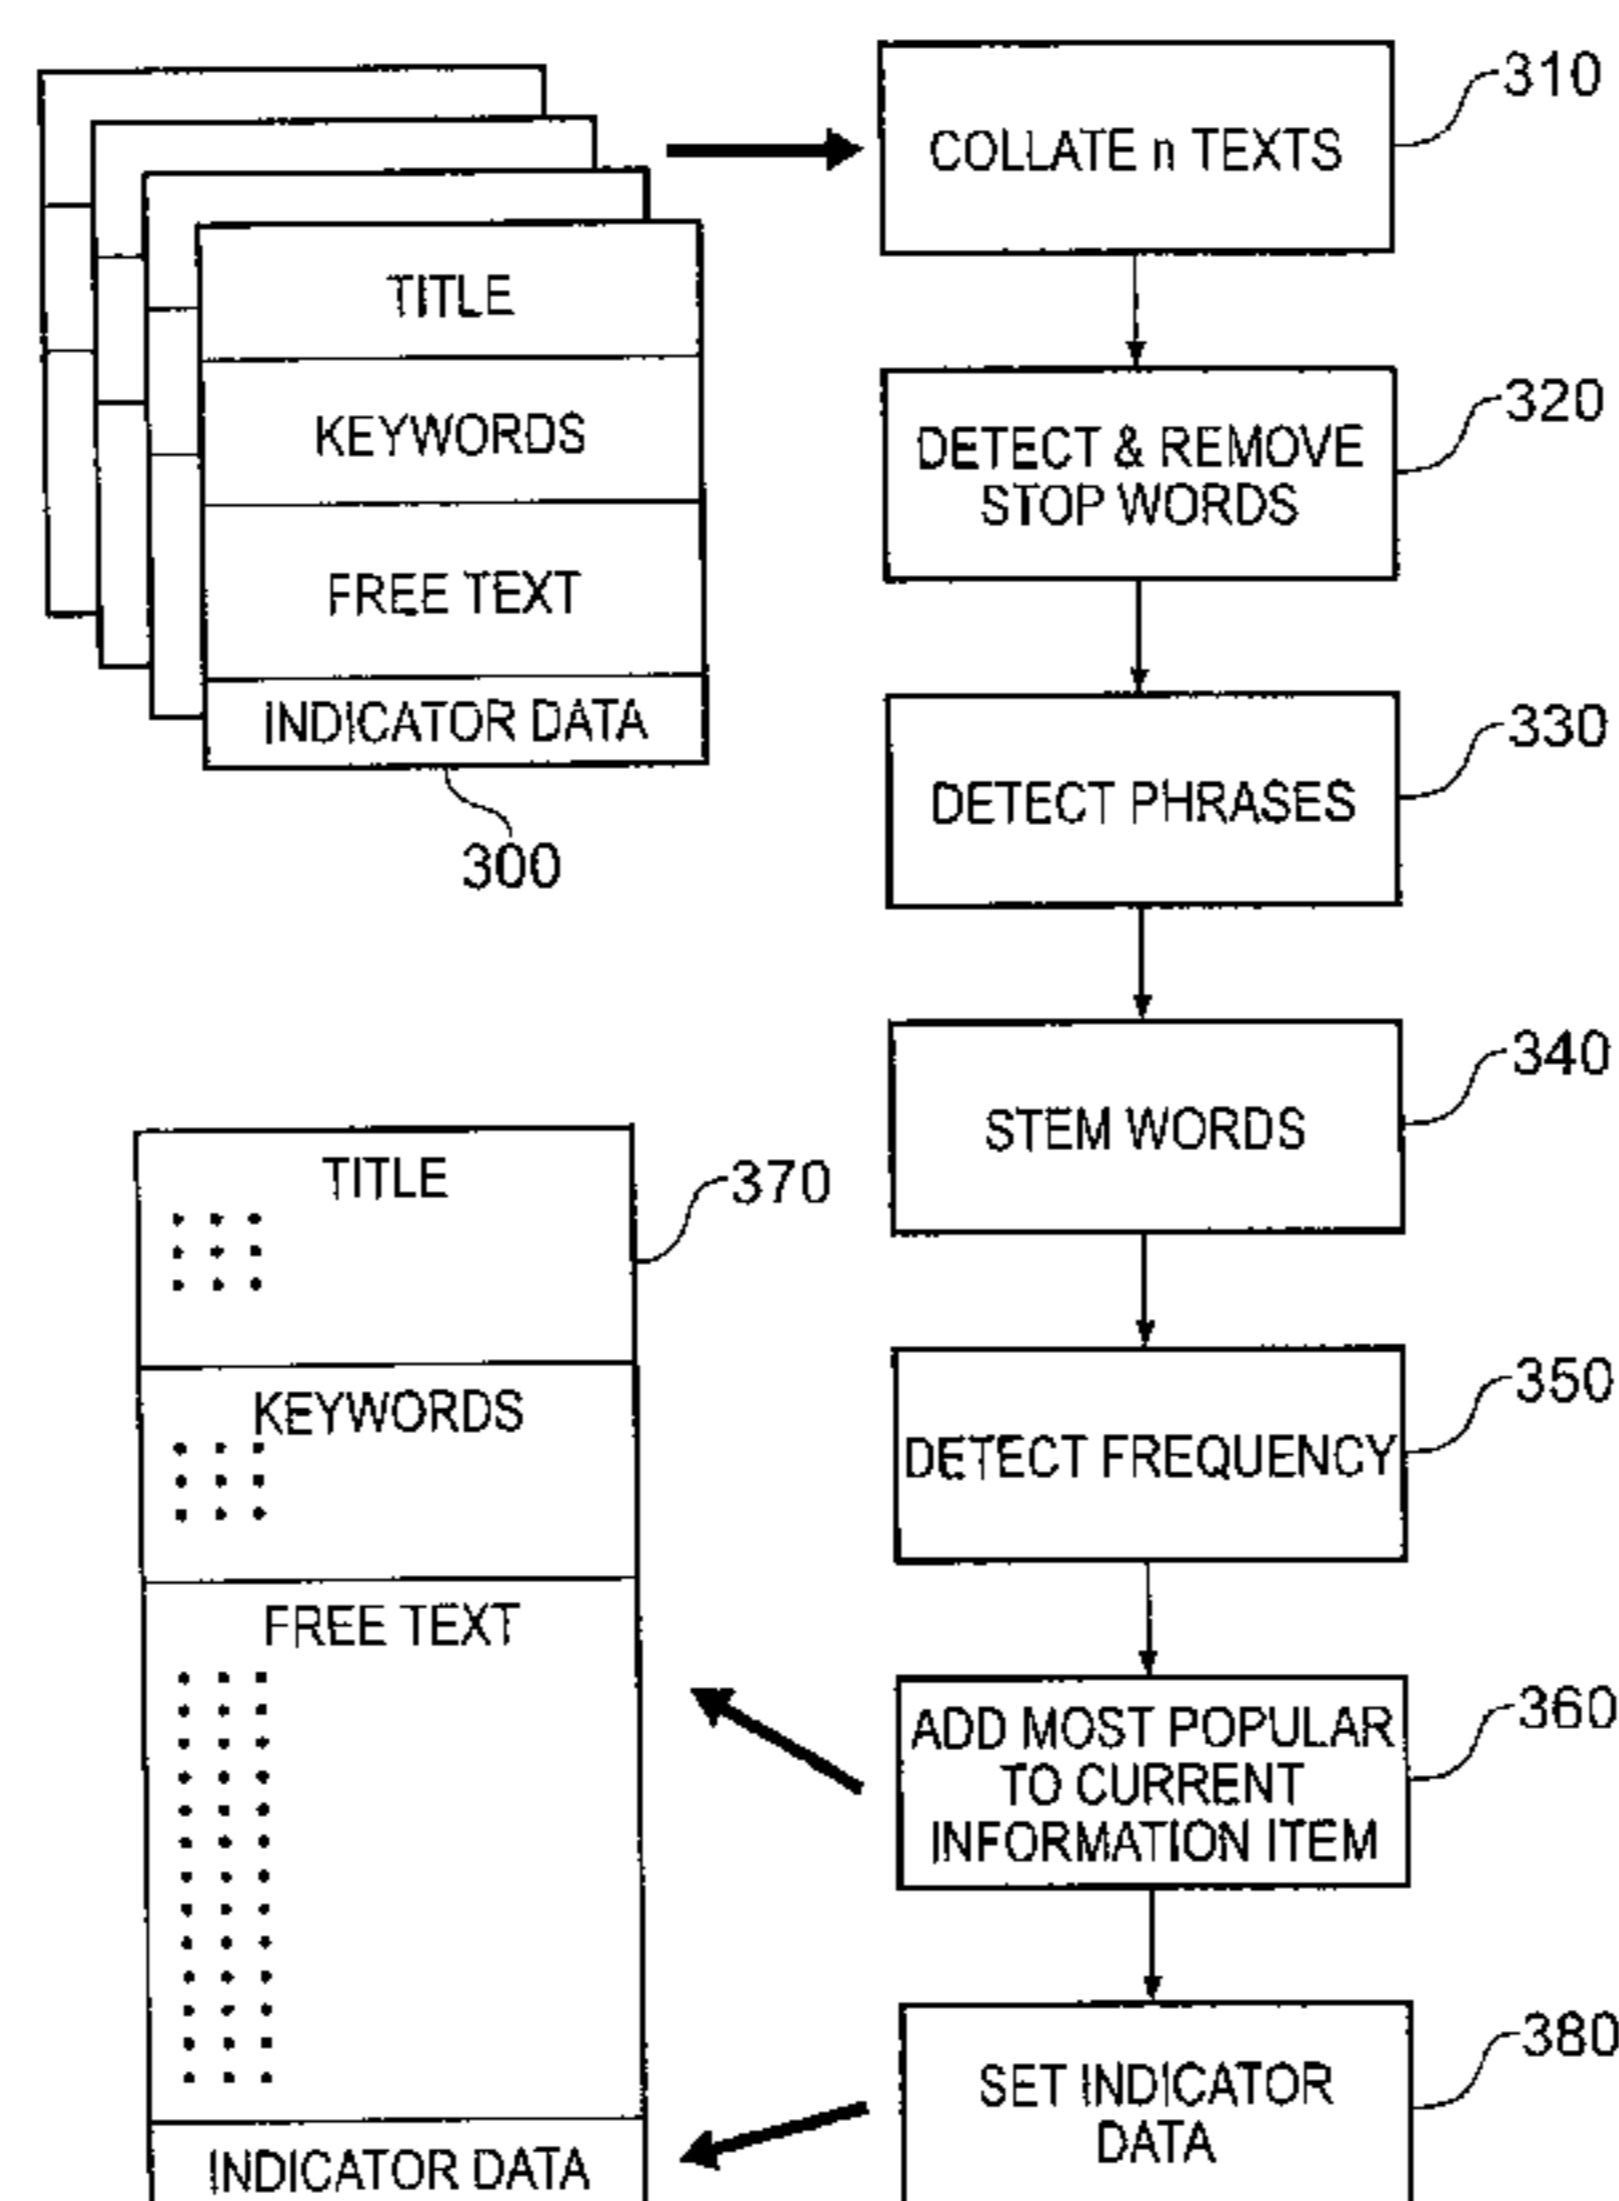 310
COLLATE n TEXTS
TITLE
KEYWORDS
FREE TEXT
INDICATOR DATA
300
320
DETECT & REMOVE
STOP WORDS
330
DETECT PHRASES
340
STEM WORDS
350
DETECT FREQUENCY
360
ADD MOST POPULAR
TO CURRENT
INFORMATION ITEM
370
TITLE
KEYWORDS
FREE TEXT
INDICATOR DATA
380
SET INDICATOR
DATA